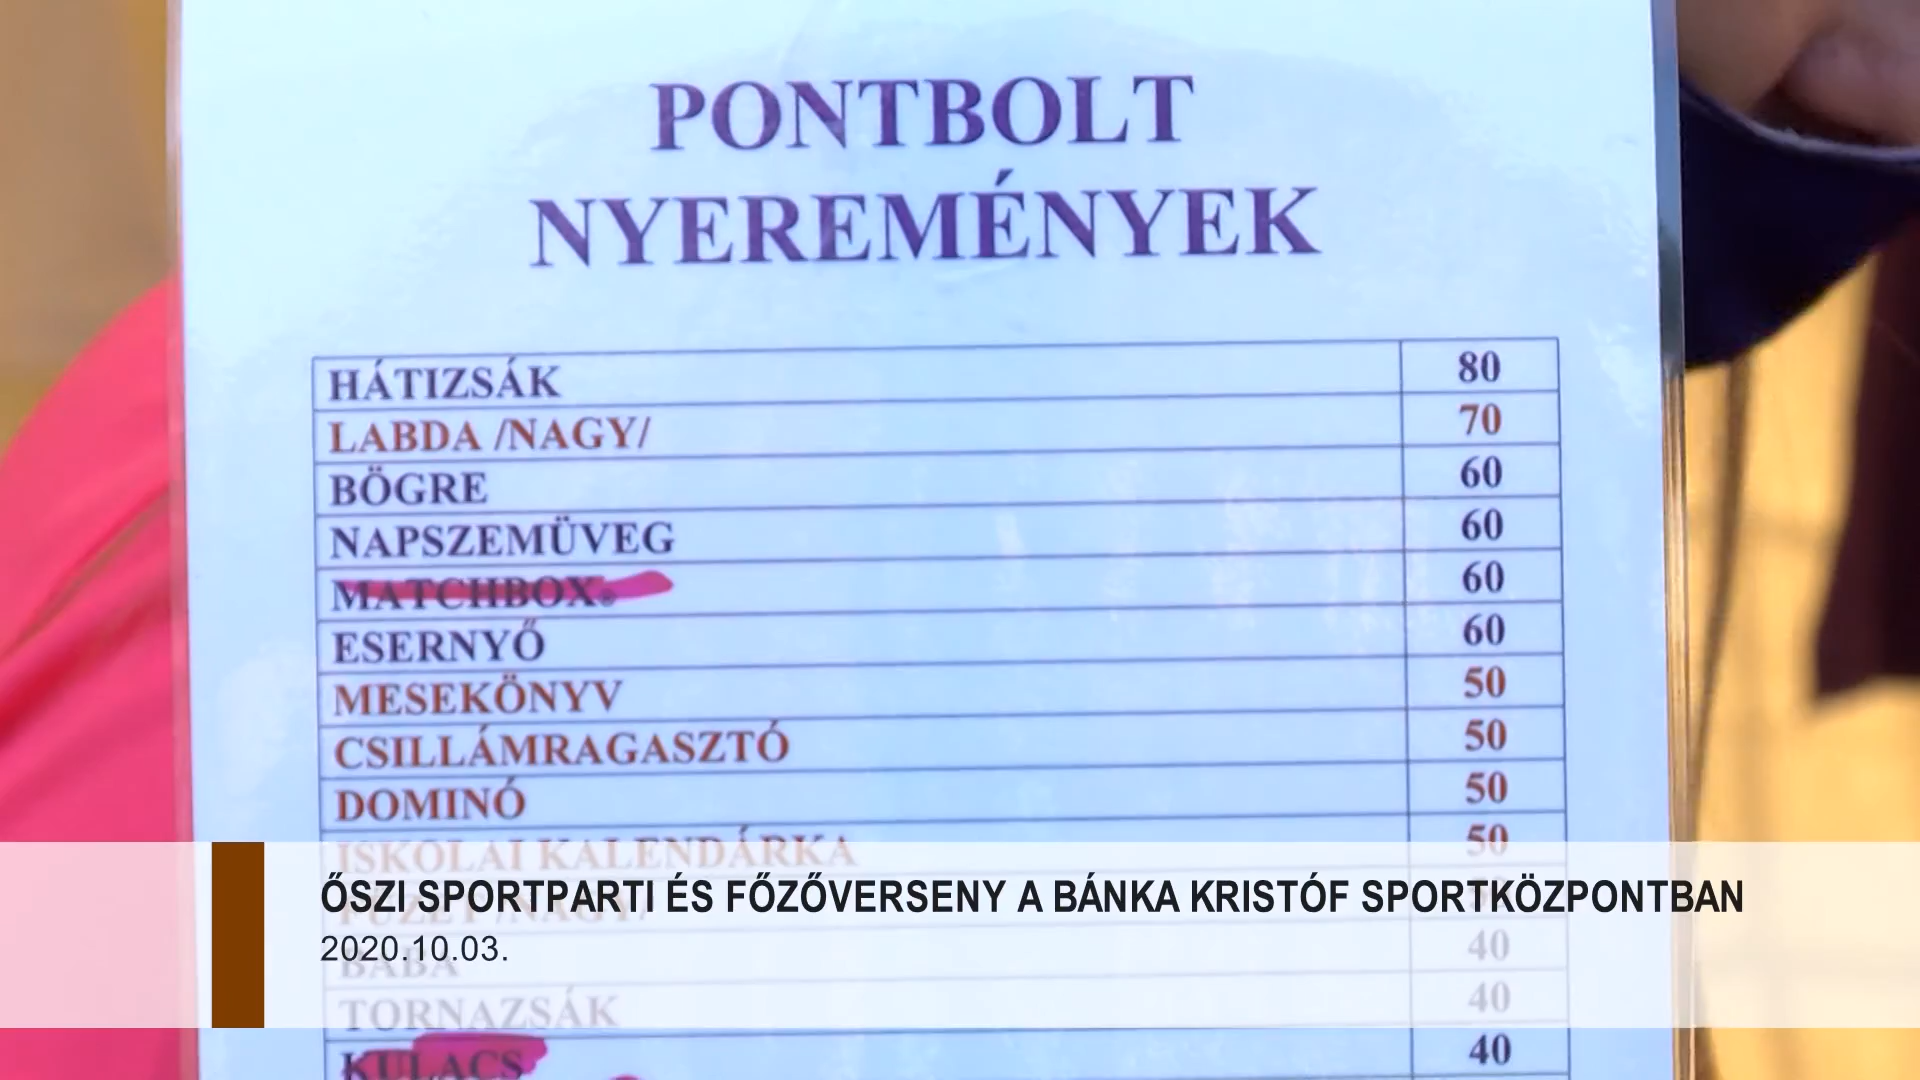 PONTBOLT
NYEREMÉNYEK
HÁTIZSÁK 80
LABDA /NAGY/ 70
BÖGRE 60
NAPSZEMÜVEG 60
MATCHBOX 60
ESERNYŐ 60
MESEKÖNYV 50
CSILLÁMRAGASZTÓ 50
DOMINÓ 50
ISKOLAI KALENDÁRKA 50
FÜZET /NAGY/
ŐSZI SPORTPARTI ÉS FŐZŐVERSENY A BÁNKA KRISTÓF SPORTKÖZPONTBAN
2020.10.03.
BABA 40
TORNAZSÁK 40
KULACS 40